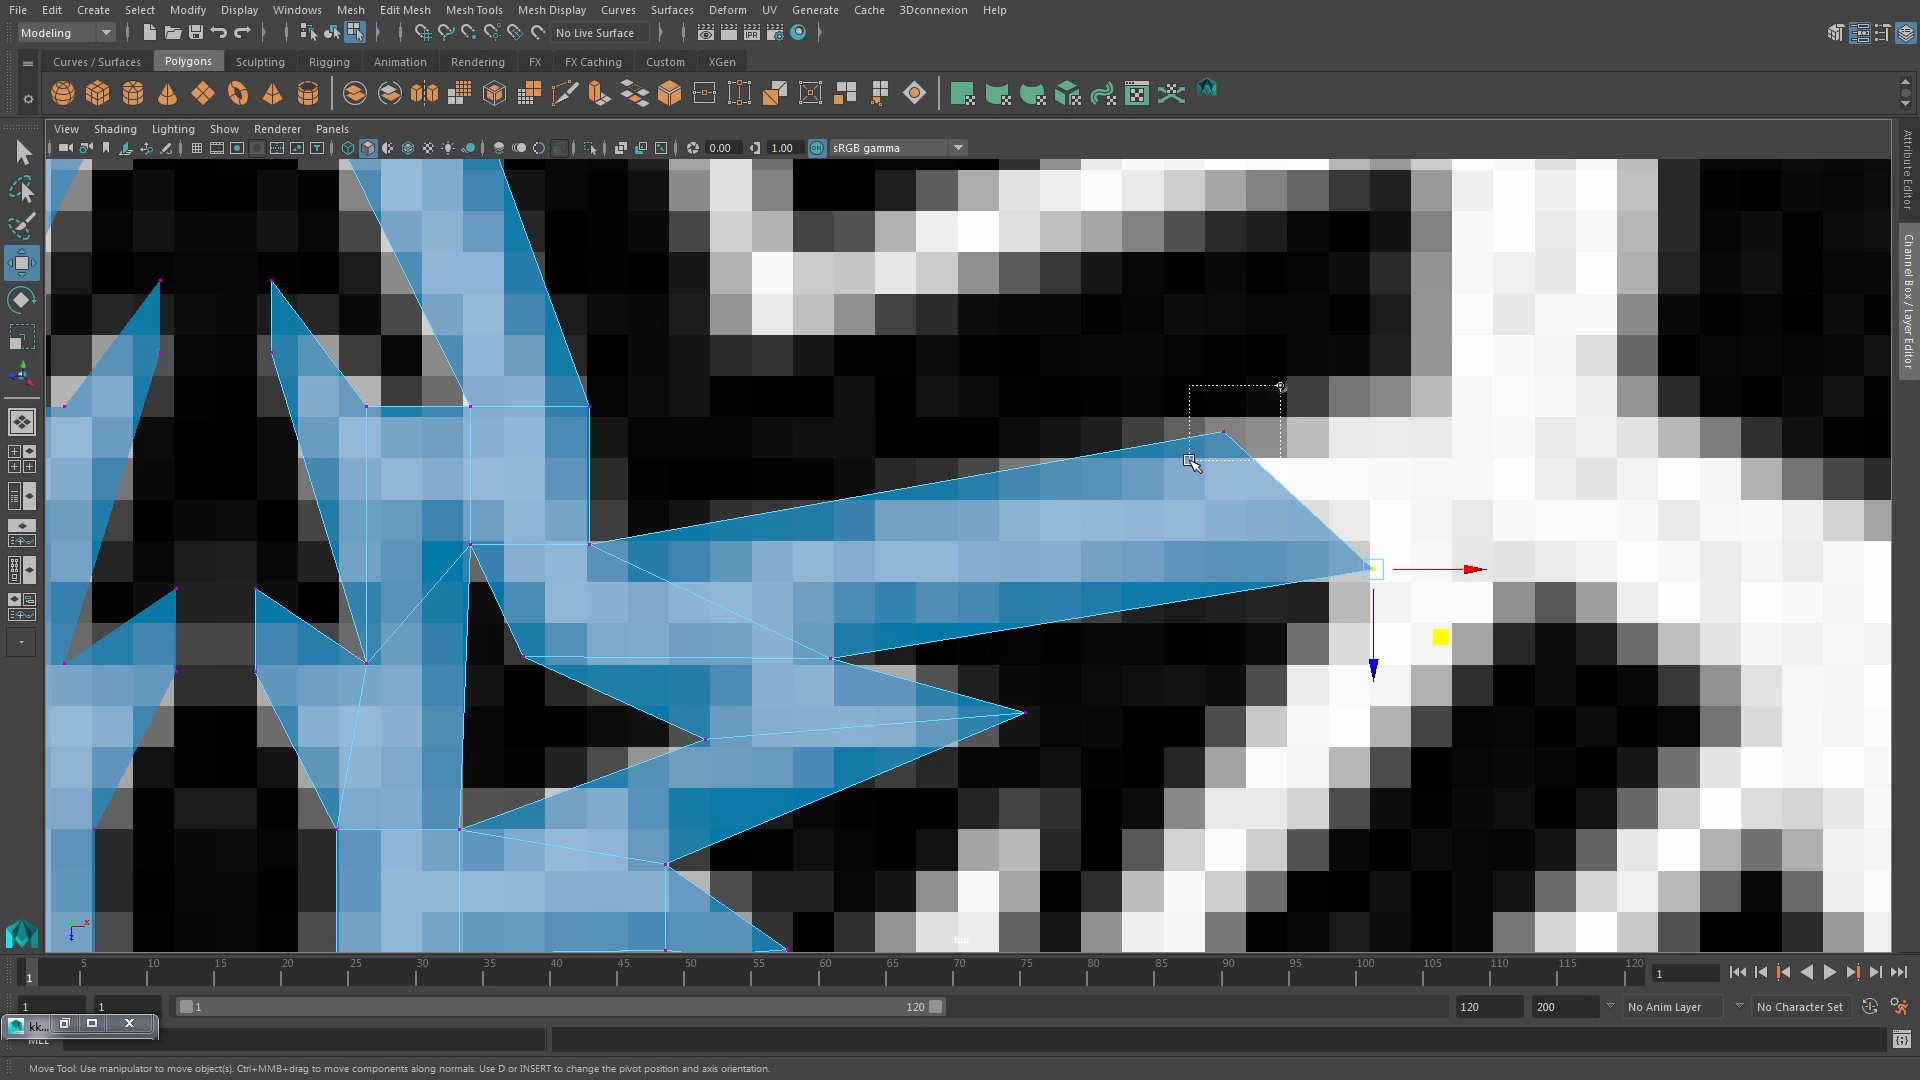 File Edit Create Select Modify Display Windows Mesh Edit Mesh Mesh Tools Mesh Display Curves Surfaces Deform UV Generate Cache 3Dconnexion Help
Modeling No Live Surface
Curves / Surfaces Polygons Sculpting Rigging Animation Rendering FX FX Caching Custom XGen
View Shading Lighting Show Renderer Panels
0.00 1.00 ON sRGB gamma
Attribute Editor
Channel Box / Layer Editor
top
5 10 15 20 25 30 35 40 45 50 55 60 65 70 75 80 85 90 95 100 105 110 115 120
1 1
1 1 1 120 120 200 No Anim Layer No Character Set
kk...
MEL
Move Tool: Use manipulator to move object(s). Ctrl+MMB+drag to move components along normals. Use D or INSERT to change the pivot position and axis orientation.